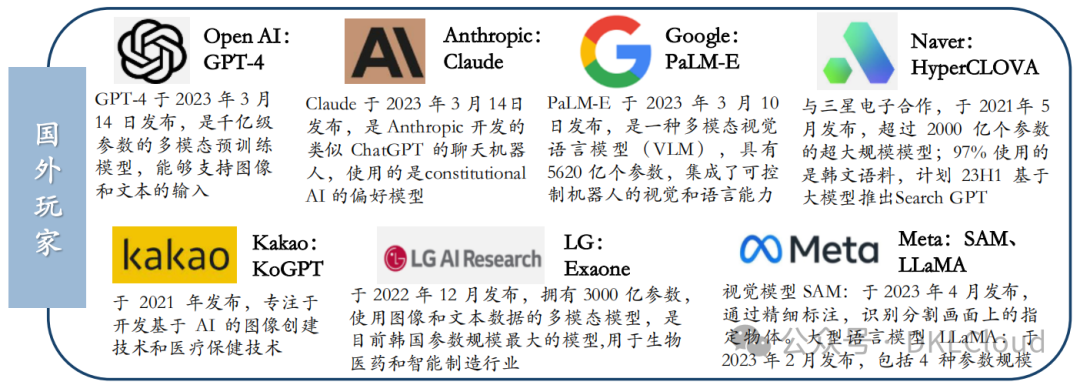 国外玩家
Open AI：
GPT-4
GPT-4 于 2023 年 3 月
14 日发布，是千亿级
参数的多模态预训练
模型，能够支持图像
和文本的输入
Anthropic：
Claude
Claude 于 2023 年 3 月 14日
发布，是 Anthropic 开发的
类似 ChatGPT 的聊天机器
人，使用的是constitutional
AI 的偏好模型
Google：
PaLM-E
PaLM-E 于 2023 年 3 月 10
日发布，是一种多模态视觉
语言模型（VLM），具有
5620 亿个参数，集成了可控
制机器人的视觉和语言能力
Naver：
HyperCLOVA
与三星电子合作，于 2021年 5
月发布，超过 2000 亿个参数
的超大规模模型；97% 使用的
是韩文语料，计划 23H1 基于
大模型推出Search GPT
kakao
Kakao：
KoGPT
于 2021 年发布，专注于
开发基于 AI 的图像创建
技术和医疗保健技术
LG AI Research
LG：
Exaone
于 2022 年 12 月发布，拥有 3000 亿参数，
使用图像和文本数据的多模态模型，是
目前韩国参数规模最大的模型,用于生物
医药和智能制造行业
Meta
Meta：SAM、
LLaMA
视觉模型 SAM：于 2023 年 4 月发布，
通过精细标注，识别分割画面上的指
定物体。大型语言模型 LLaMA：于
2023 年 2 月发布，包括 4 种参数规模
公众号 · DKLCloud